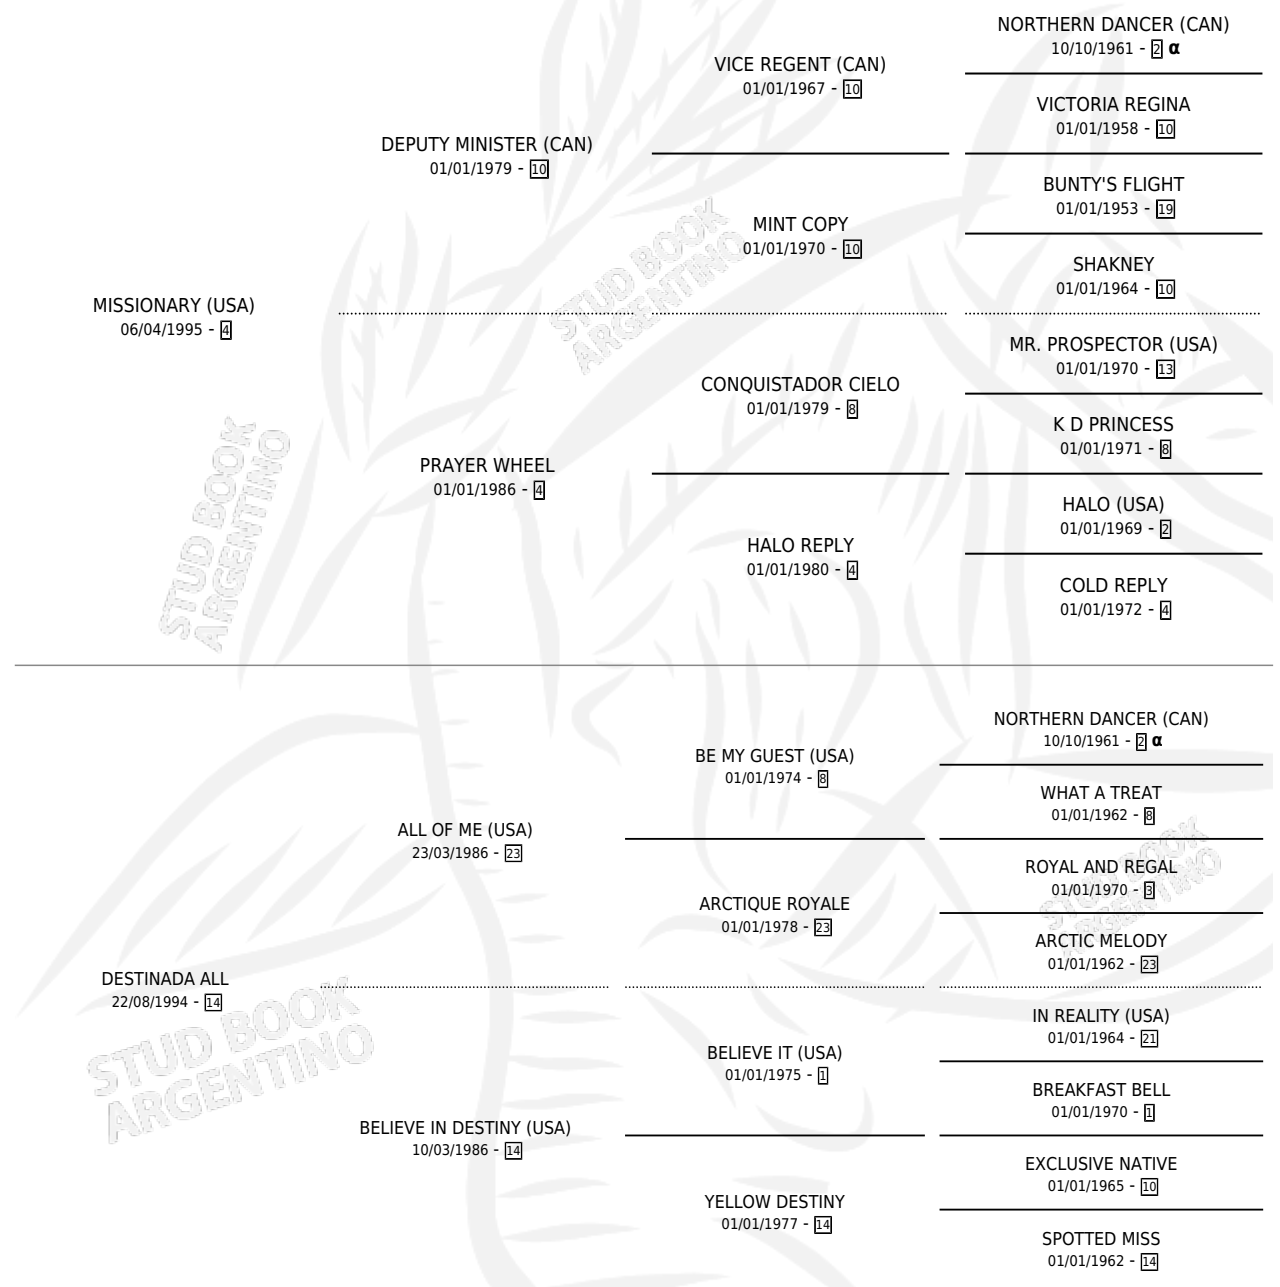 NORTHERN DANCER (CAN)
10/10/1961 - 2 α
VICE REGENT (CAN)
01/01/1967 - 10
VICTORIA REGINA
01/01/1958 - 10
DEPUTY MINISTER (CAN)
01/01/1979 - 10
BUNTY'S FLIGHT
01/01/1953 - 19
MINT COPY
01/01/1970 - 10
SHAKNEY
01/01/1964 - 10
MISSIONARY (USA)
06/04/1995 - 4
MR. PROSPECTOR (USA)
01/01/1970 - 13
CONQUISTADOR CIELO
01/01/1979 - 8
K D PRINCESS
01/01/1971 - 8
PRAYER WHEEL
01/01/1986 - 4
HALO (USA)
01/01/1969 - 2
HALO REPLY
01/01/1980 - 4
COLD REPLY
01/01/1972 - 4
NORTHERN DANCER (CAN)
10/10/1961 - 2 α
BE MY GUEST (USA)
01/01/1974 - 8
WHAT A TREAT
01/01/1962 - 8
ALL OF ME (USA)
23/03/1986 - 23
ROYAL AND REGAL
01/01/1970 - 3
ARCTIQUE ROYALE
01/01/1978 - 23
ARCTIC MELODY
01/01/1962 - 23
DESTINADA ALL
22/08/1994 - 14
IN REALITY (USA)
01/01/1964 - 21
BELIEVE IT (USA)
01/01/1975 - 1
BREAKFAST BELL
01/01/1970 - 1
BELIEVE IN DESTINY (USA)
10/03/1986 - 14
EXCLUSIVE NATIVE
01/01/1965 - 10
YELLOW DESTINY
01/01/1977 - 14
SPOTTED MISS
01/01/1962 - 14
STUD BOOK
ARGENTINO
STUD BOOK
ARGENTINO
STUD BOOK
ARGENTINO
STUD BOOK
ARGENTINO